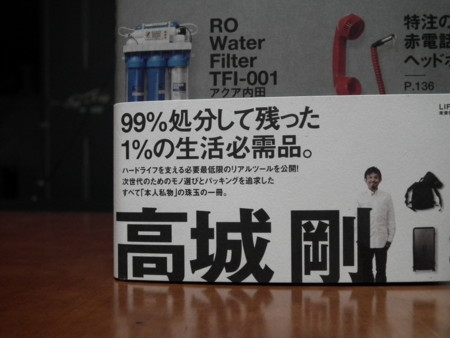 RO
Water
Filter
TFI-001
アクア内田
特注の
赤電話
ヘッドホ
P.136
99%処分して残った
1%の生活必需品。
ハードライフを支える必要最低限のリアルツールを公開!
次世代のためのモノ選びとパッキングを追求した
すべて「本人私物」の珠玉の一冊。
高城 剛
LIF